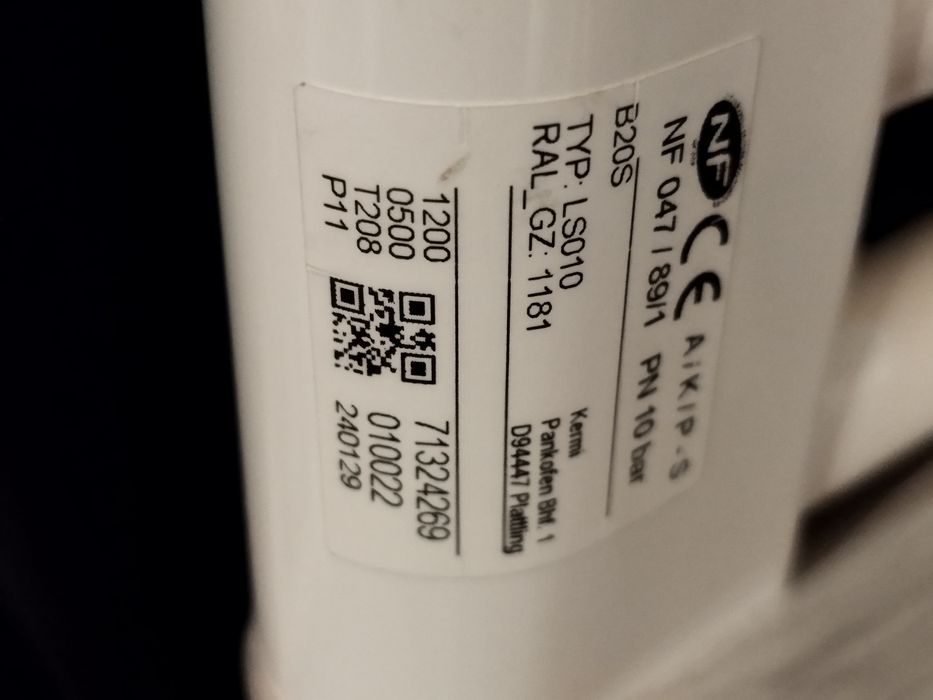 NF CE A / K / P - S
NF 047 / 89/1 PN 10 bar
B20S
TYP: LS010
RAL_GZ: 1181
Kermi
Pankofen Bhf. 1
D94447 Plattling
1200
0500
T208
P11
71324269
010022
240129